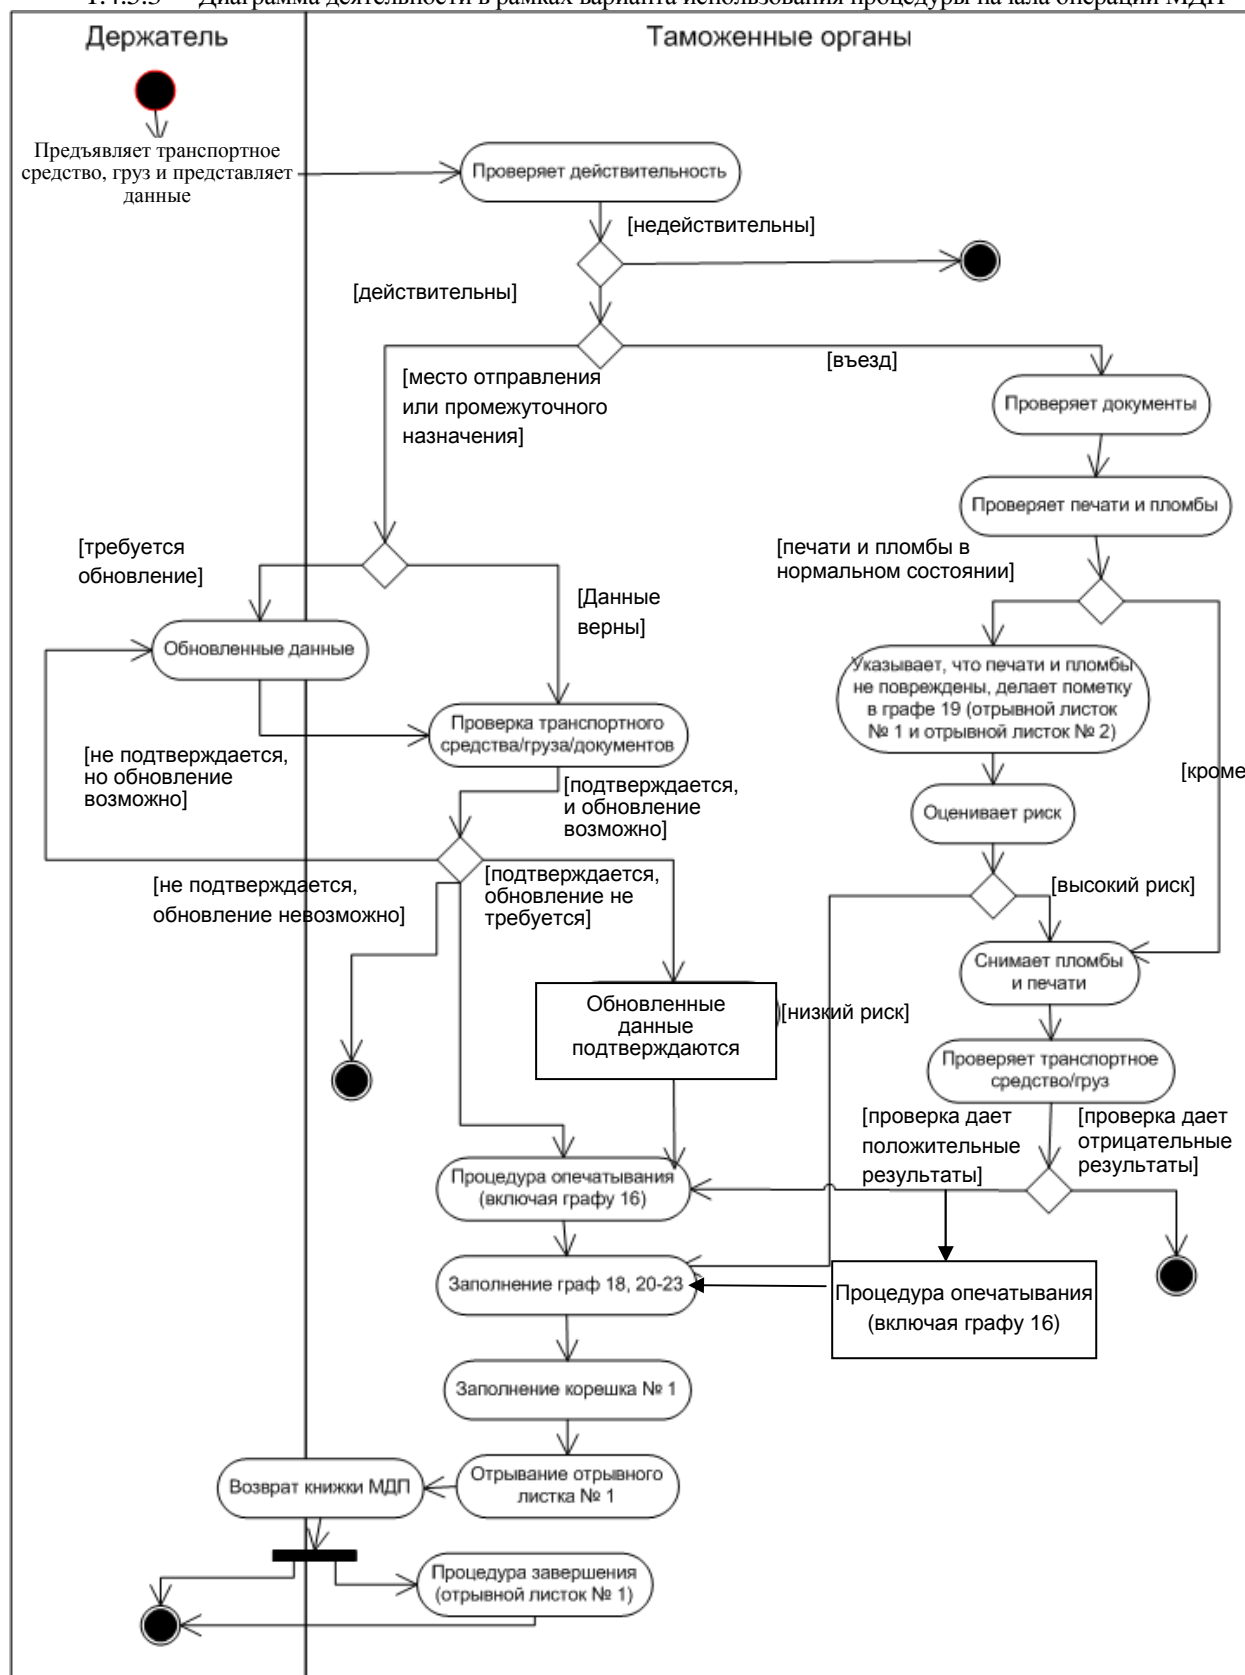 1.4.3.3 Диаграмма деятельности в рамках варианта использования процедуры начала операции МДП
Держатель
Таможенные органы
Предъявляет транспортное
средство, груз и представляет
данные
Проверяет действительность
[недействительны]
[действительны]
[место отправления
или промежуточного
назначения]
[въезд]
Проверяет документы
Проверяет печати и пломбы
[требуется
обновление]
[печати и пломбы в
нормальном состоянии]
[Данные
верны]
Обновленные данные
Указывает, что печати и пломбы
не повреждены, делает пометку
в графе 19 (отрывной листок
№ 1 и отрывной листок № 2)
Проверка транспортного
средства/груза/документов
[не подтверждается,
но обновление
возможно]
[подтверждается,
и обновление
возможно]
[кроме
Оценивает риск
[не подтверждается,
обновление невозможно]
[подтверждается,
обновление не
требуется]
[высокий риск]
Снимает пломбы
и печати
Обновленные
данные
подтверждаются
[низкий риск]
Проверяет транспортное
средство/груз
[проверка дает
положительные
результаты]
[проверка дает
отрицательные
результаты]
Процедура опечатывания
(включая графу 16)
Заполнение граф 18, 20-23
Процедура опечатывания
(включая графу 16)
Заполнение корешка № 1
Возврат книжки МДП
Отрывание отрывного
листка № 1
Процедура завершения
(отрывной листок № 1)